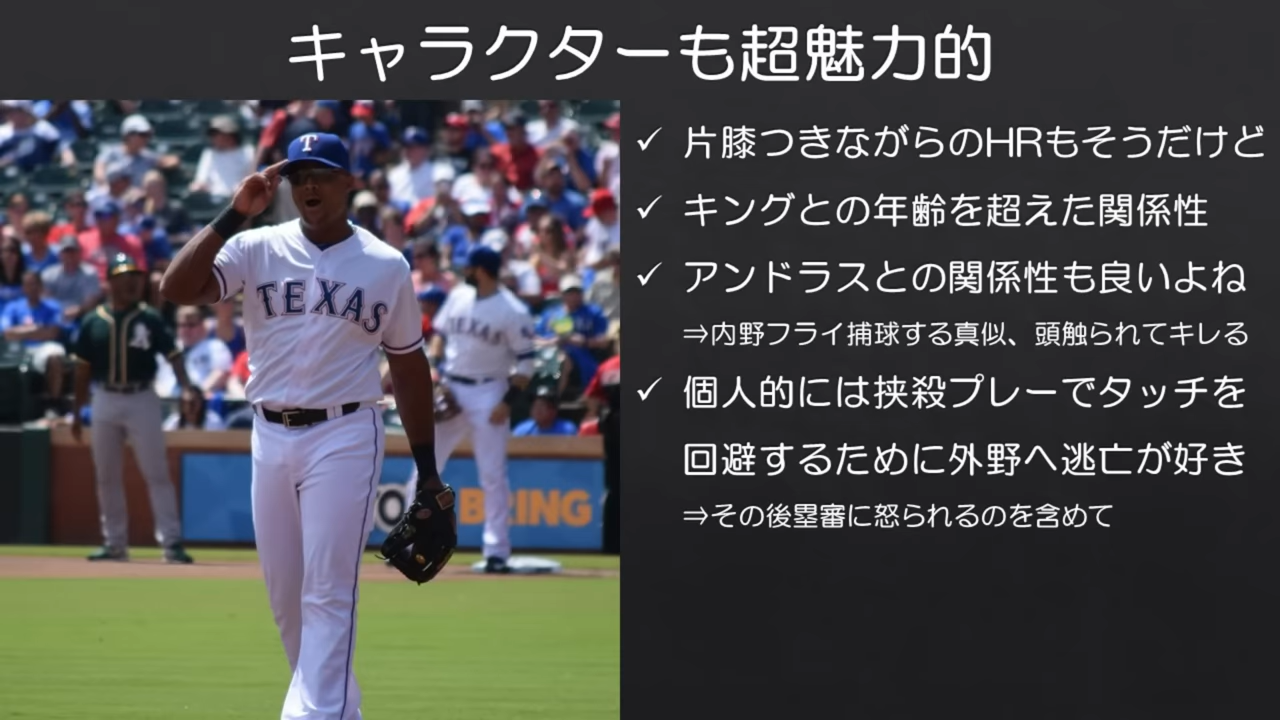 キャラクターも超魅力的
✓ 片膝つきながらのHRもそうだけど
✓ キングとの年齢を超えた関係性
✓ アンドラスとの関係性も良いよね
⇒内野フライ捕球する真似、頭触られてキレる
✓ 個人的には挟殺プレーでタッチを
回避するために外野へ逃亡が好き
⇒その後塁審に怒られるのを含めて
T
TEXAS
TEXAS
A's
BRING